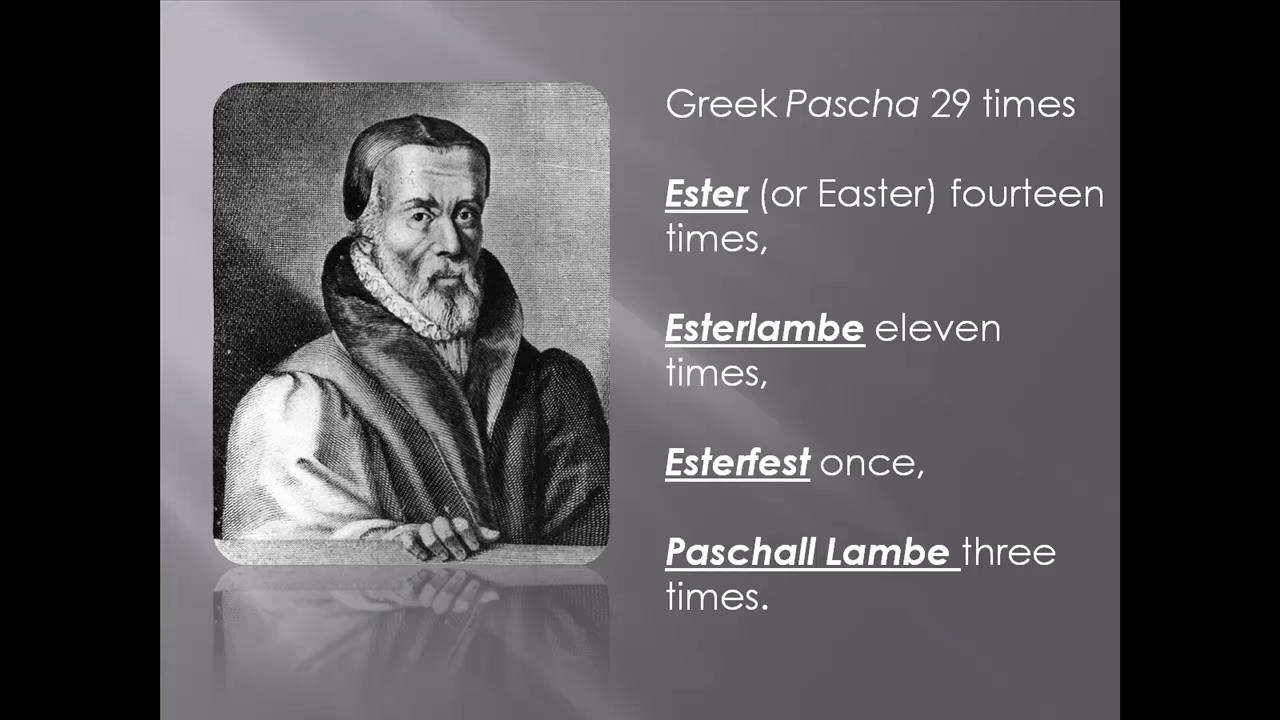 Greek Pascha 29 times
Ester (or Easter) fourteen
times,
Esterlambe eleven
times,
Esterfest once,
Paschall Lambe three
times.